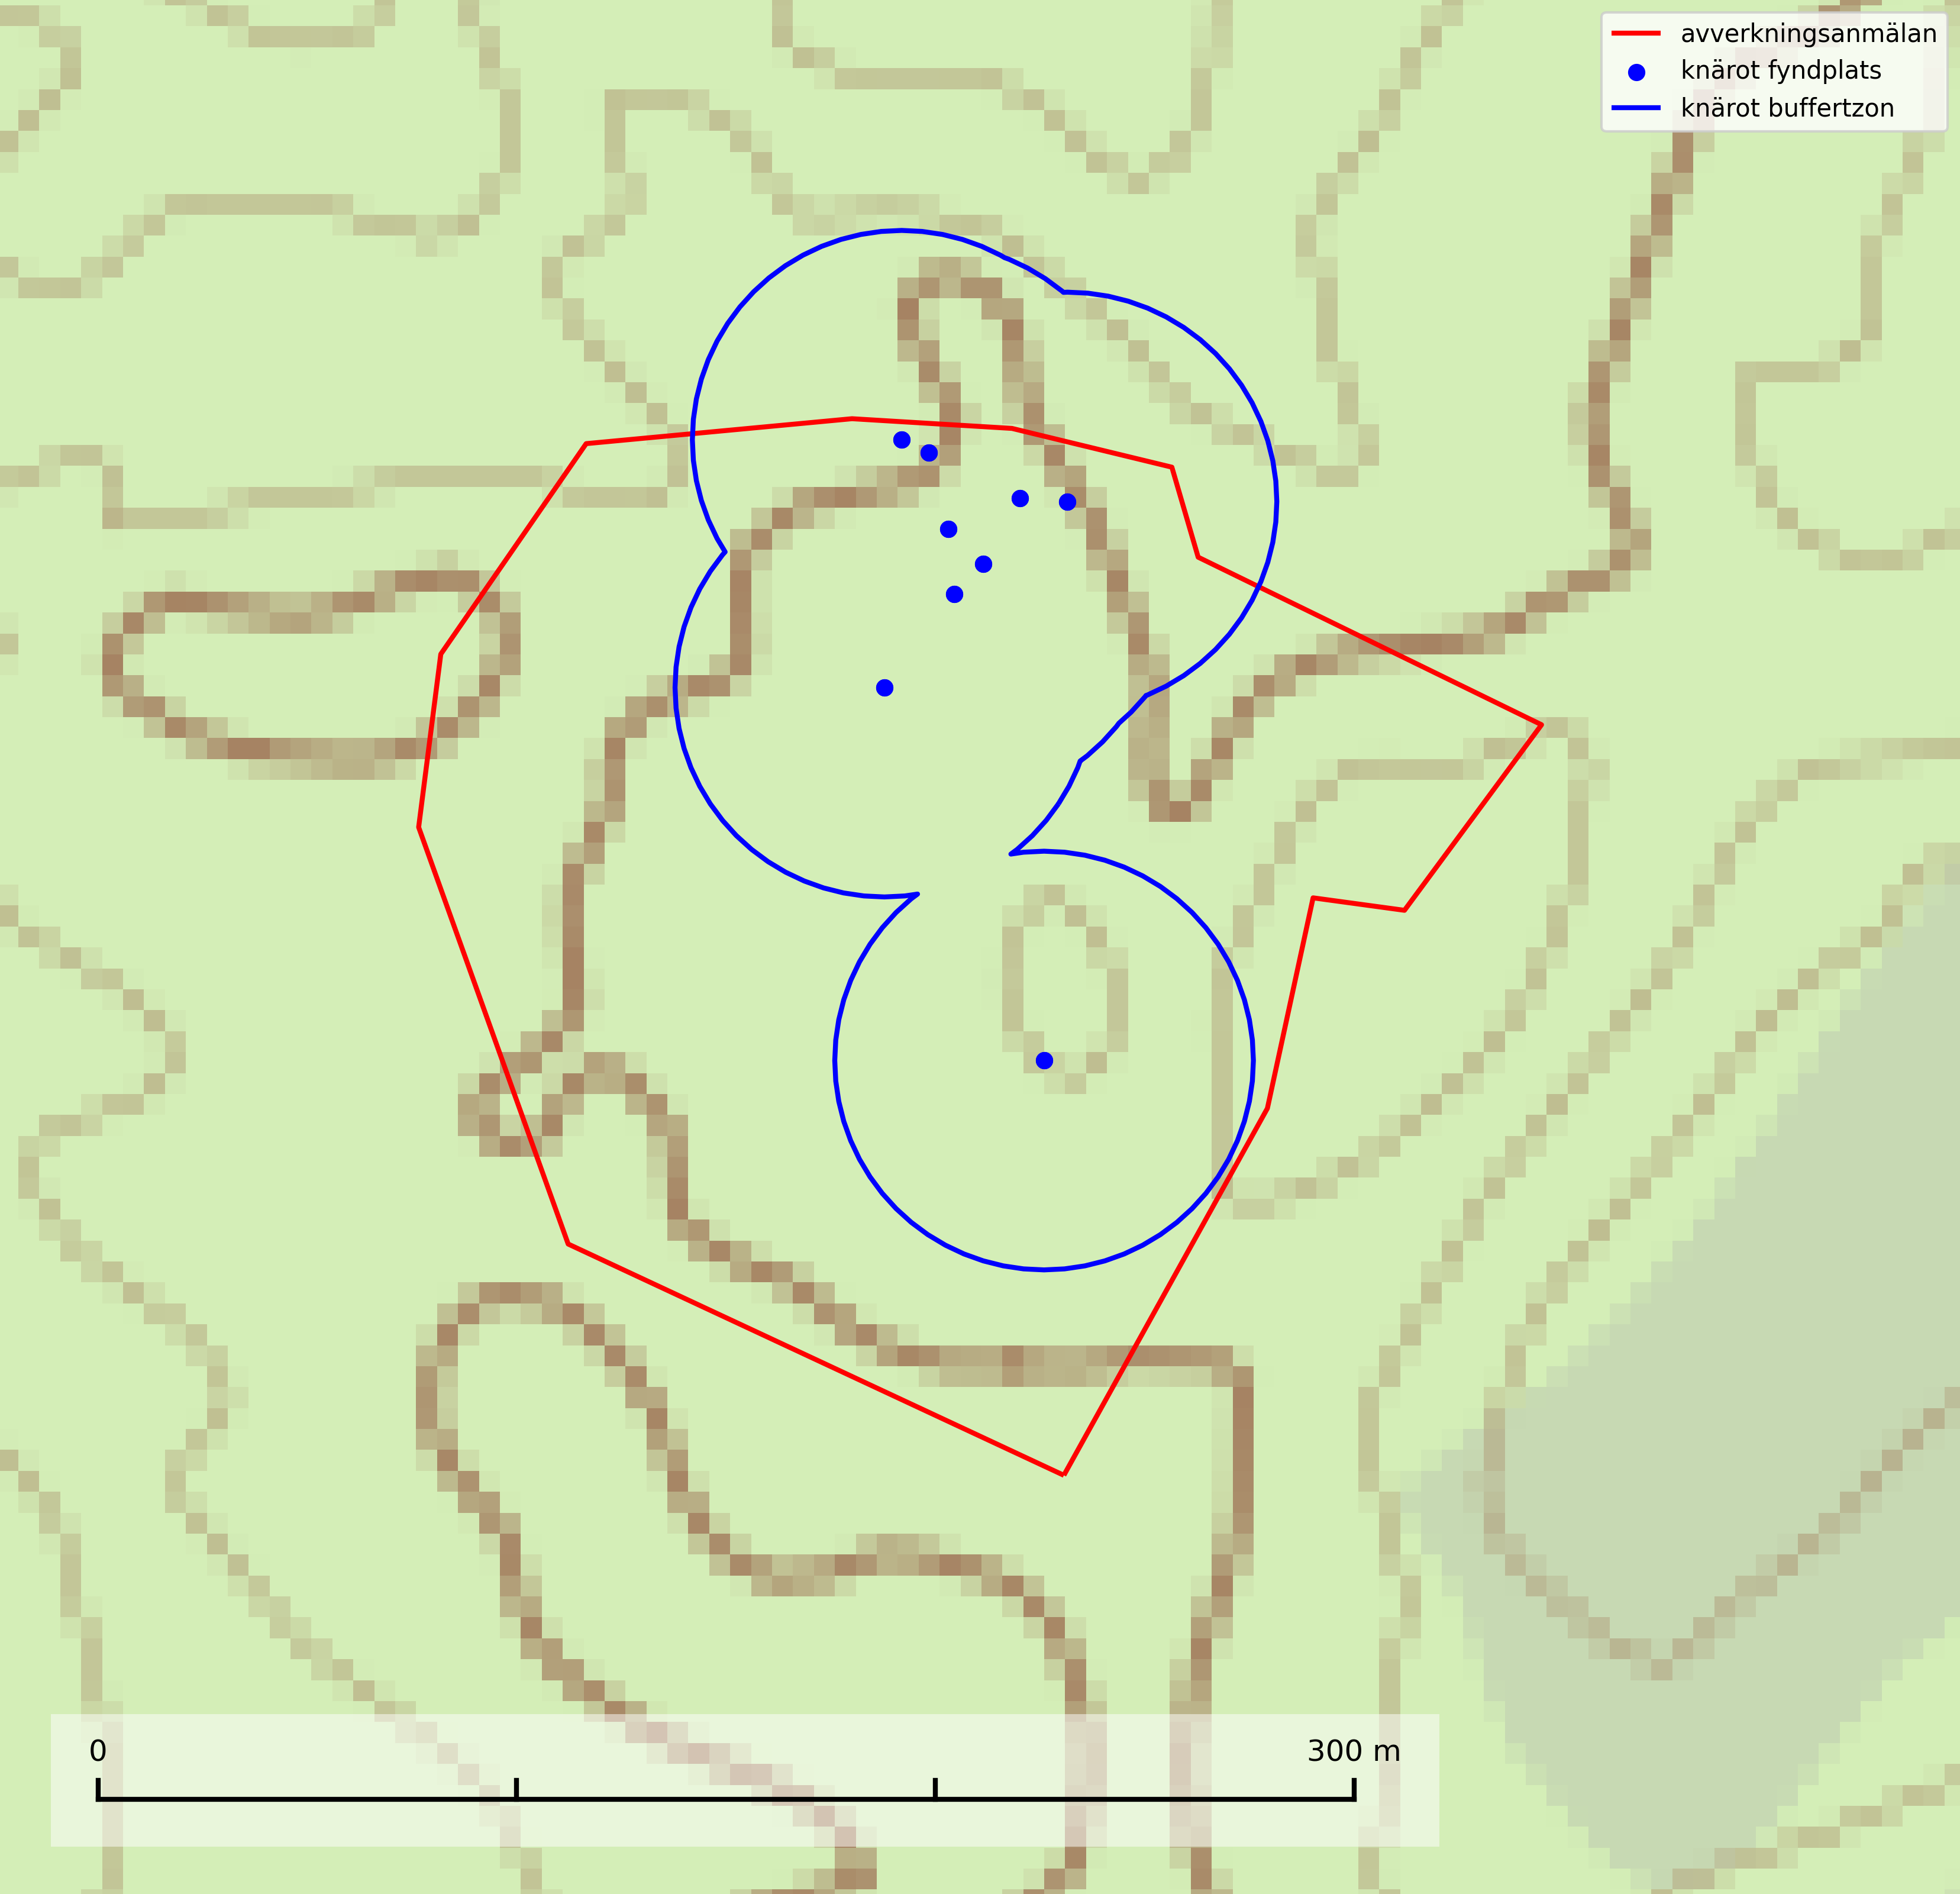 avverkningsanmälan
knärot fyndplats
knärot buffertzon
0 300 m